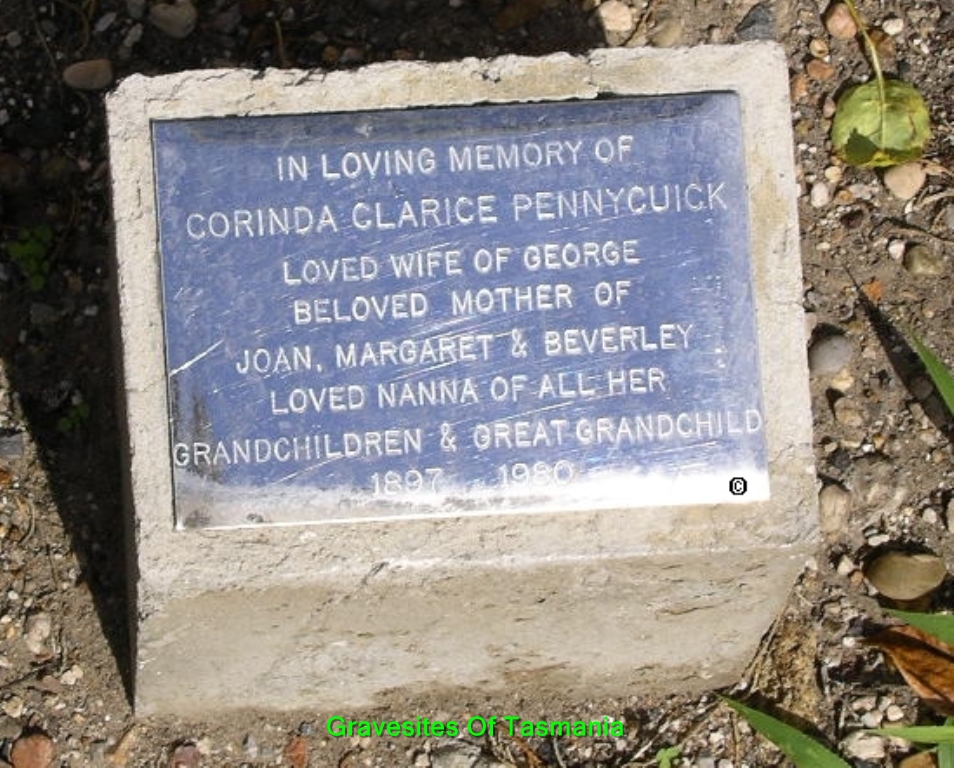 IN LOVING MEMORY OF
CORINDA CLARICE PENNYCUICK
LOVED WIFE OF GEORGE
BELOVED MOTHER OF
JOAN, MARGARET & BEVERLEY
LOVED NANNA OF ALL HER
GRANDCHILDREN & GREAT GRANDCHILD
1897 1980
©
Gravesites Of Tasmania